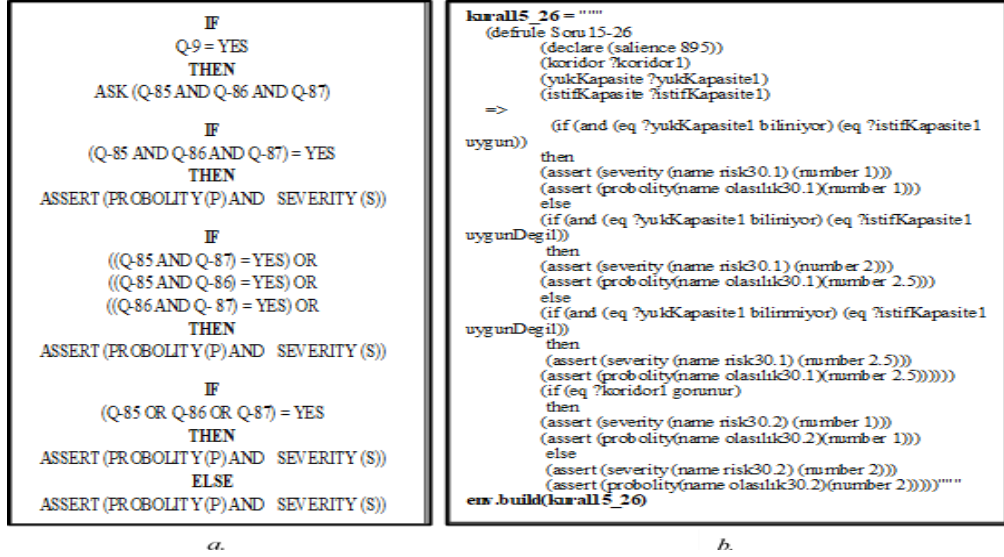 IF
Q-9 = YES
THEN
ASK (Q-85 AND Q-86 AND Q-87)
IF
(Q-85 AND Q-86 AND Q-87) = YES
THEN
ASSERT (PROBOLITY (P) AND SEVERITY (S))
IF
((Q-85 AND Q-87) = YES) OR
((Q-85 AND Q-86) = YES) OR
((Q-86 AND Q- 87) = YES) OR
THEN
ASSERT (PROBOLITY (P) AND SEVERITY (S))
IF
(Q-85 OR Q-86 OR Q-87) = YES
THEN
ASSERT (PROBOLITY (P) AND SEVERITY (S))
ELSE
ASSERT (PROBOLITY (P) AND SEVERITY (S))
a.
kural15_26 = """
(defrule Soru15-26
(declare (salience 895))
(koridor ?koridor1)
(yukKapasite ?yukKapasite1)
(istifKapasite ?istifKapasite1)
=>
(if (and (eq ?yukKapasite1 biliniyor) (eq ?istifKapasite1
uygun))
then
(assert (severity (name risk30.1) (number 1)))
(assert (probolity (name olasılık30.1)(number 1)))
else
(if (and (eq ?yukKapasite1 biliniyor) (eq ?istifKapasite1
uygunDegil))
then
(assert (severity (name risk30.1) (number 2)))
(assert (probolity(name olasılık30.1)(number 2.5)))
else
(if (and (eq ?yukKapasite1 bilinmiyor) (eq ?istifKapasite1
uygunDegil))
then
(assert (severity (name risk30.1) (number 2.5)))
(assert (probolity(name olasılık30.1)(number 2.5))))))
(if (eq ?koridor1 gorunur)
then
(assert (severity (name risk30.2) (number 1)))
(assert (probolity(name olasılık30.2)(number 1)))
else
(assert (severity (name risk30.2) (number 2)))
(assert (probolity(name olasılık30.2)(number 2)))))"""
env.build(kural15_26)
b.